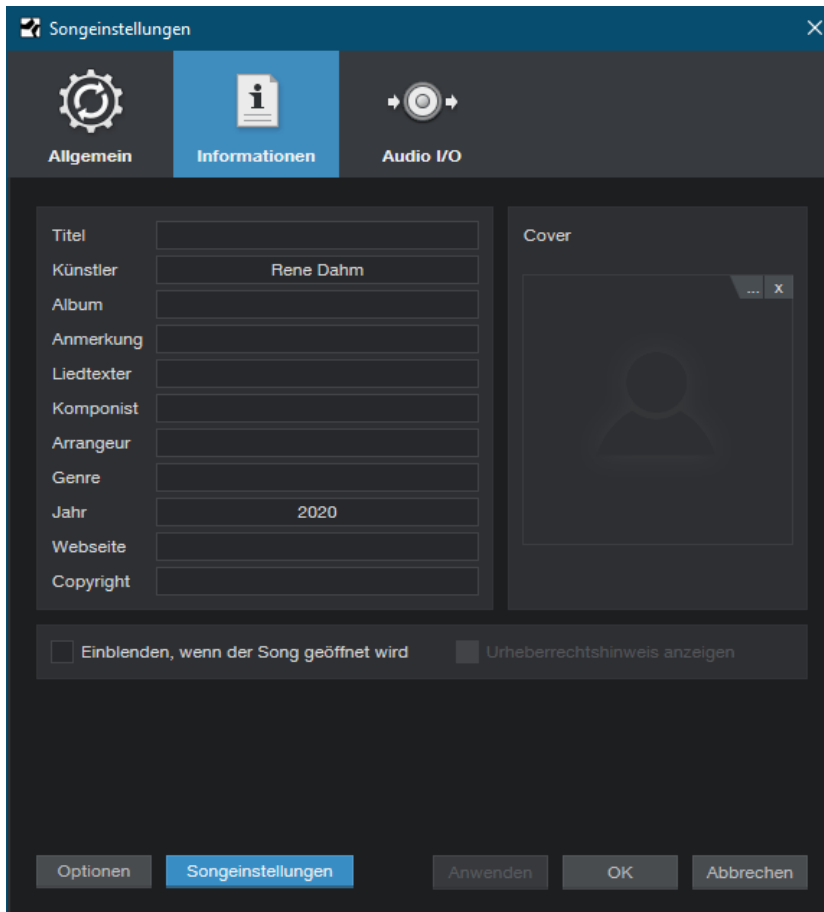 Songeinstellungen
Allgemein
Informationen
Audio I/O
Titel
Künstler Rene Dahm
Album
Anmerkung
Liedtexter
Komponist
Arrangeur
Genre
Jahr 2020
Webseite
Copyright
Cover
... x
Einblenden, wenn der Song geöffnet wird
Urheberrechtshinweis anzeigen
Optionen
Songeinstellungen
Anwenden
OK
Abbrechen